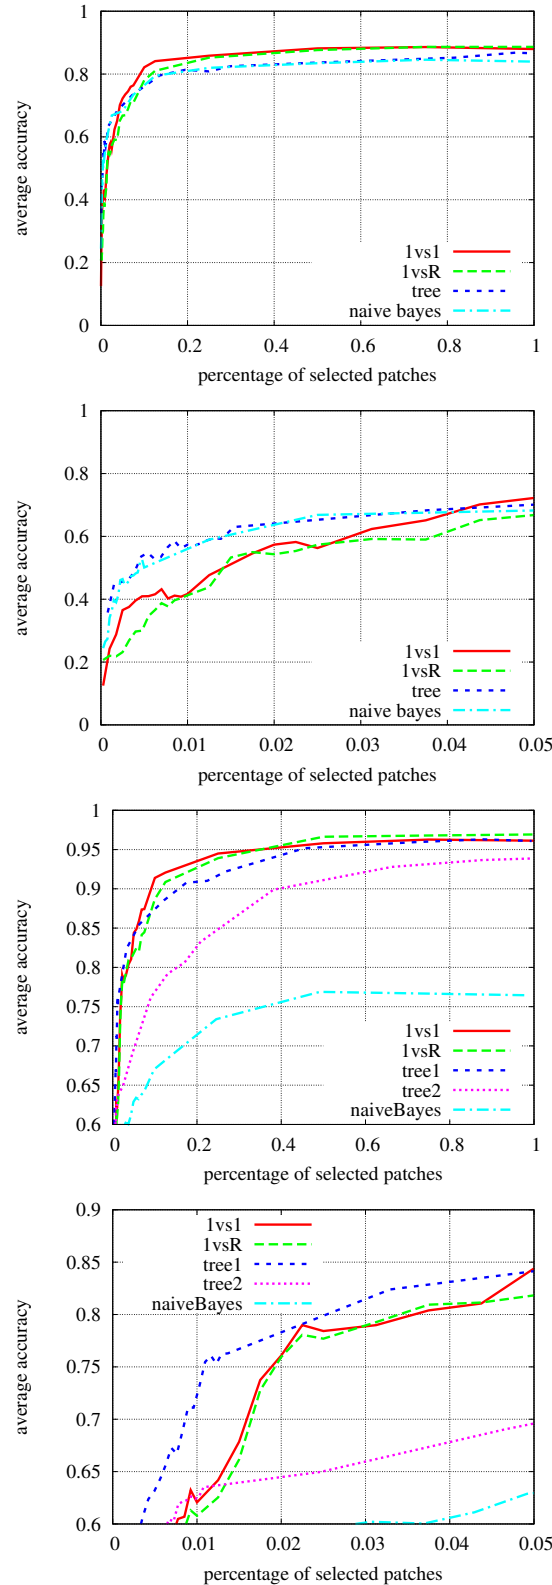 1
0.8
0.6
0.4
0.2
0
average accuracy
1vs1
1vsR
tree
naive bayes
0 0.2 0.4 0.6 0.8 1
percentage of selected patches
1
0.8
0.6
0.4
0.2
0
average accuracy
1vs1
1vsR
tree
naive bayes
0 0.01 0.02 0.03 0.04 0.05
percentage of selected patches
1
0.95
0.9
0.85
0.8
0.75
0.7
0.65
0.6
average accuracy
1vs1
1vsR
tree1
tree2
naiveBayes
0 0.2 0.4 0.6 0.8 1
percentage of selected patches
0.9
0.85
0.8
0.75
0.7
0.65
0.6
average accuracy
1vs1
1vsR
tree1
tree2
naiveBayes
0 0.01 0.02 0.03 0.04 0.05
percentage of selected patches